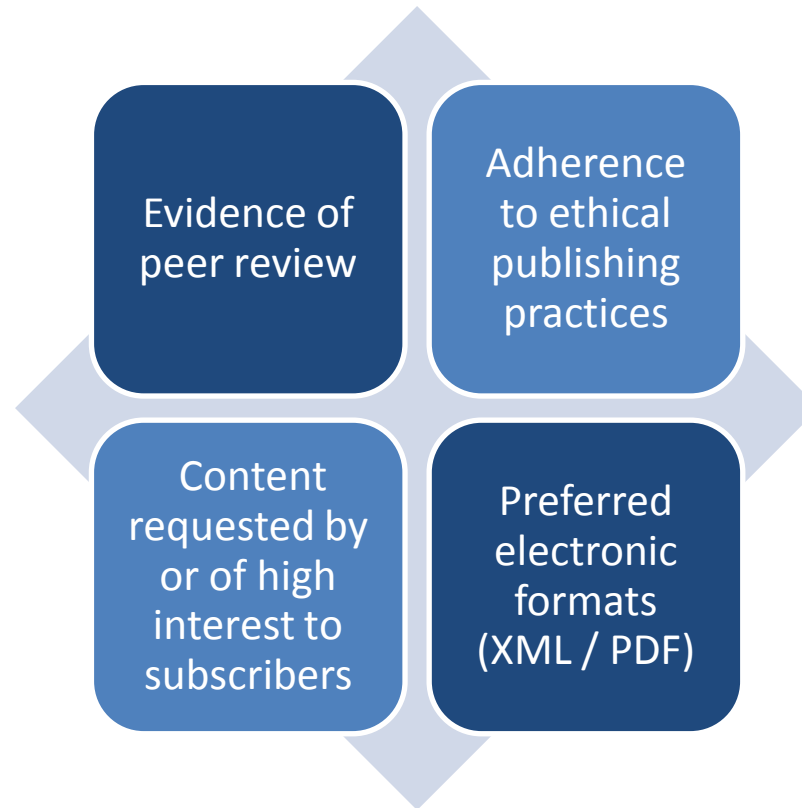 Evidence of
peer review
Adherence
to ethical
publishing
practices
Content
requested by
or of high
interest to
subscribers
Preferred
electronic
formats
(XML / PDF)